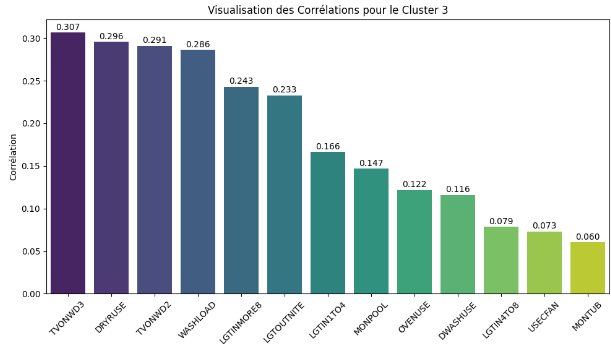 Visualisation des Corrélations pour le Cluster 3
Corrélation
0.30
0.25
0.20
0.15
0.10
0.05
0.00
0.307
0.296
0.291
0.286
0.243
0.233
0.166
0.147
0.122
0.116
0.079
0.073
0.060
TVONWD3
DRYRUSE
TVONWD2
WASHLOAD
LGTINMORE8
LGTOUTNITE
LGTIN1TO4
MONPOOL
OVENUSE
DWASHUSE
LGTIN4TO8
USECFAN
MONTUB